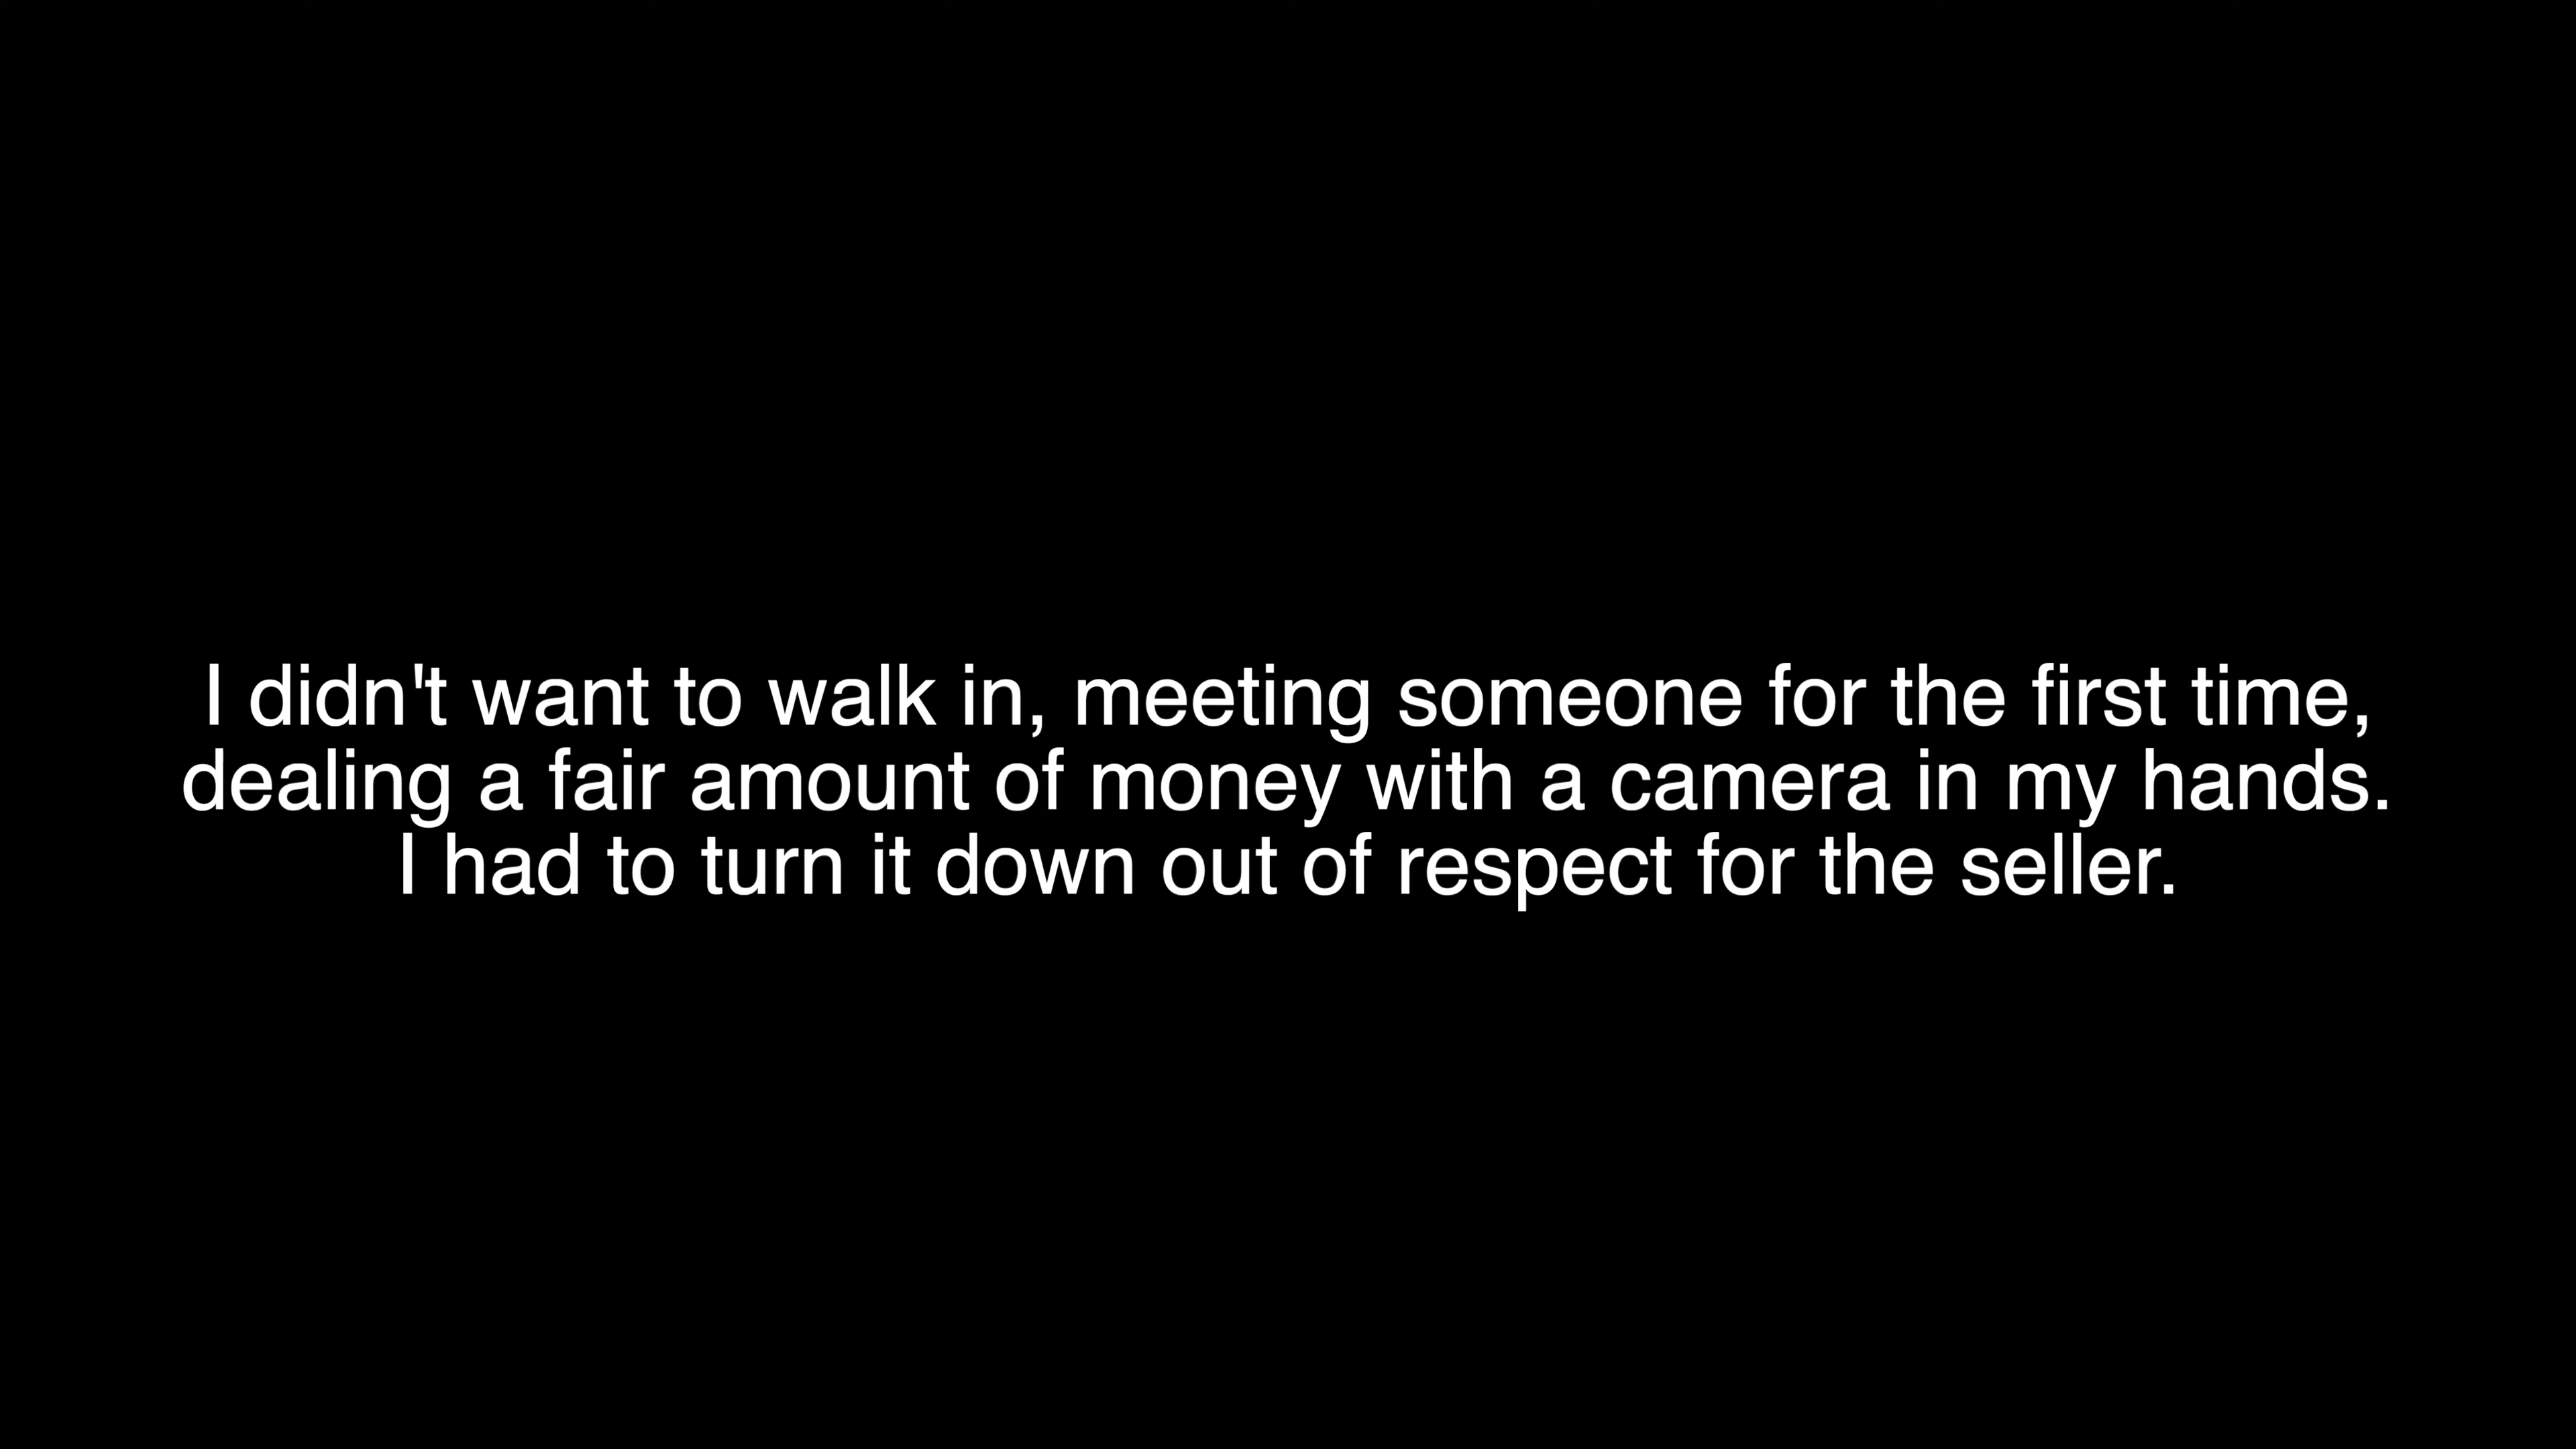 I didn't want to walk in, meeting someone for the first time,
dealing a fair amount of money with a camera in my hands.
I had to turn it down out of respect for the seller.